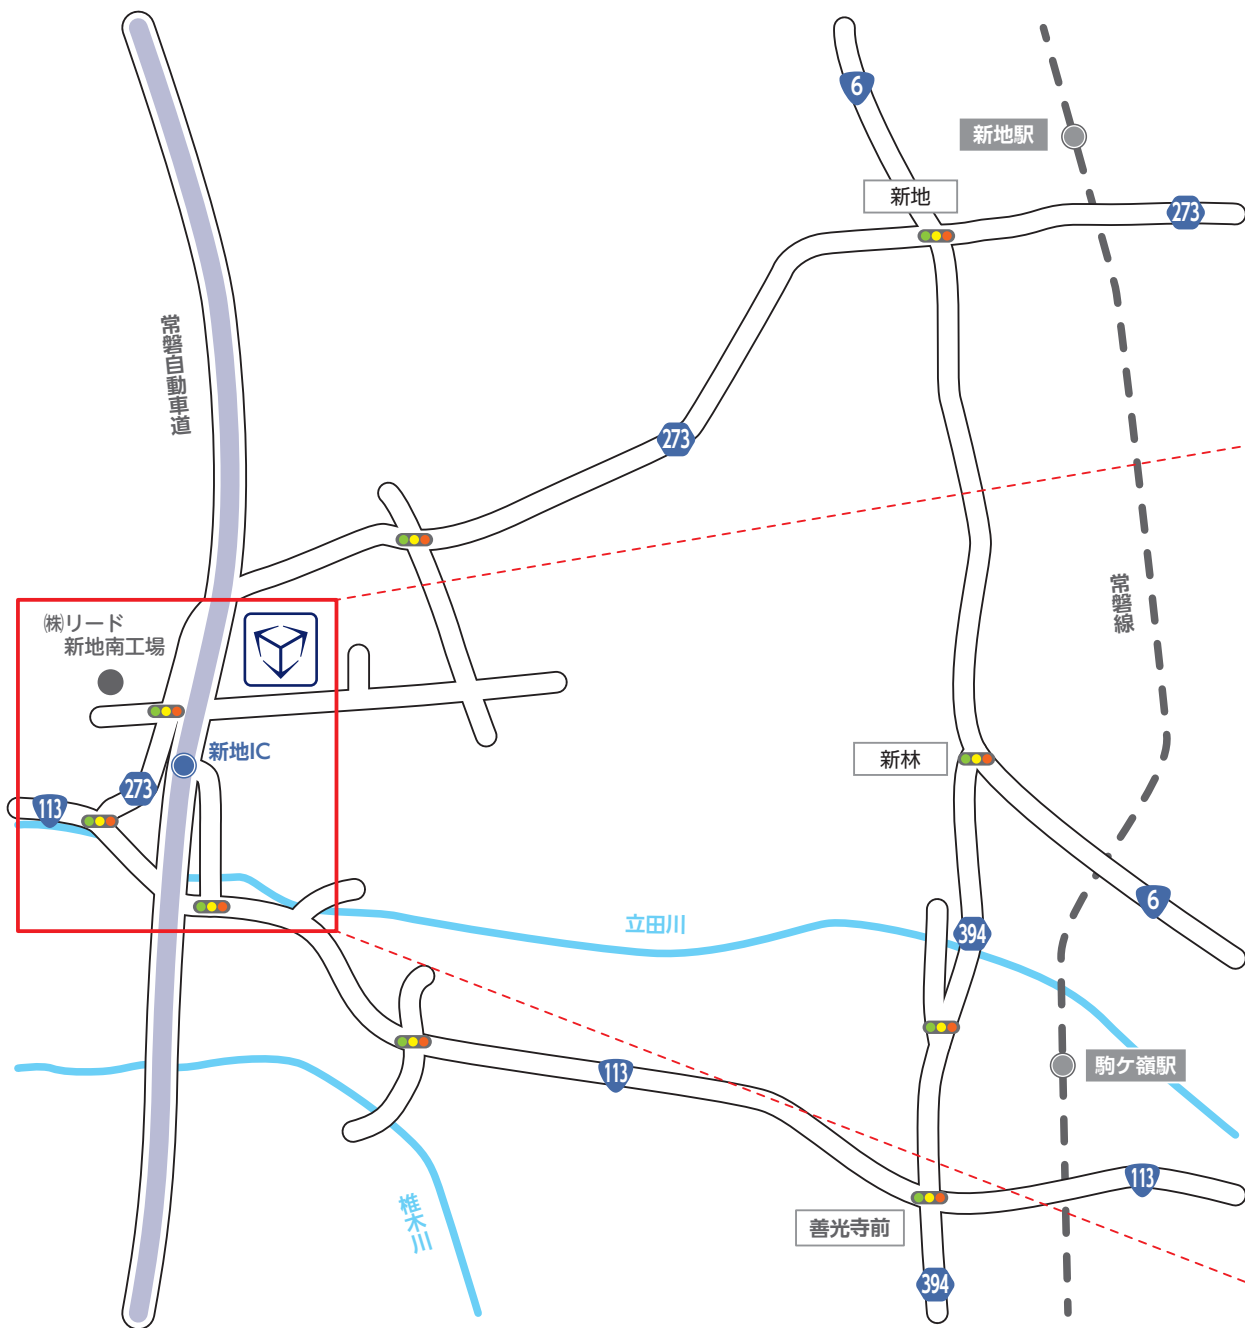 6
新地駅
新地
273
常磐自動車道
273
常磐線
㈱リード
新地南工場
新地IC
新林
273
113
6
立田川
394
駒ケ嶺駅
113
113
椎木川
善光寺前
394